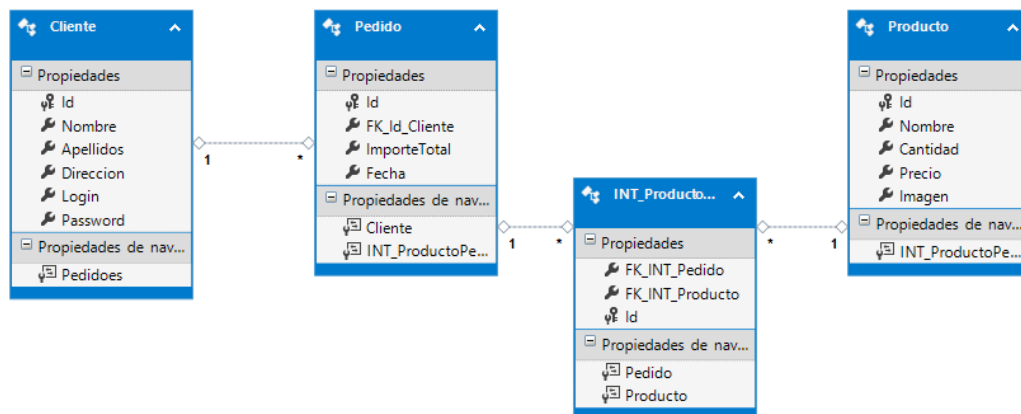 Cliente
Propiedades
Id
Nombre
Apellidos
Direccion
Login
Password
Propiedades de nav...
Pedidoes
1
*
Pedido
Propiedades
Id
FK_Id_Cliente
ImporteTotal
Fecha
Propiedades de nav...
Cliente
INT_ProductoPe...
1
*
INT_Producto...
Propiedades
FK_INT_Pedido
FK_INT_Producto
Id
Propiedades de nav...
Pedido
Producto
*
1
Producto
Propiedades
Id
Nombre
Cantidad
Precio
Imagen
Propiedades de nav...
INT_ProductoPe...